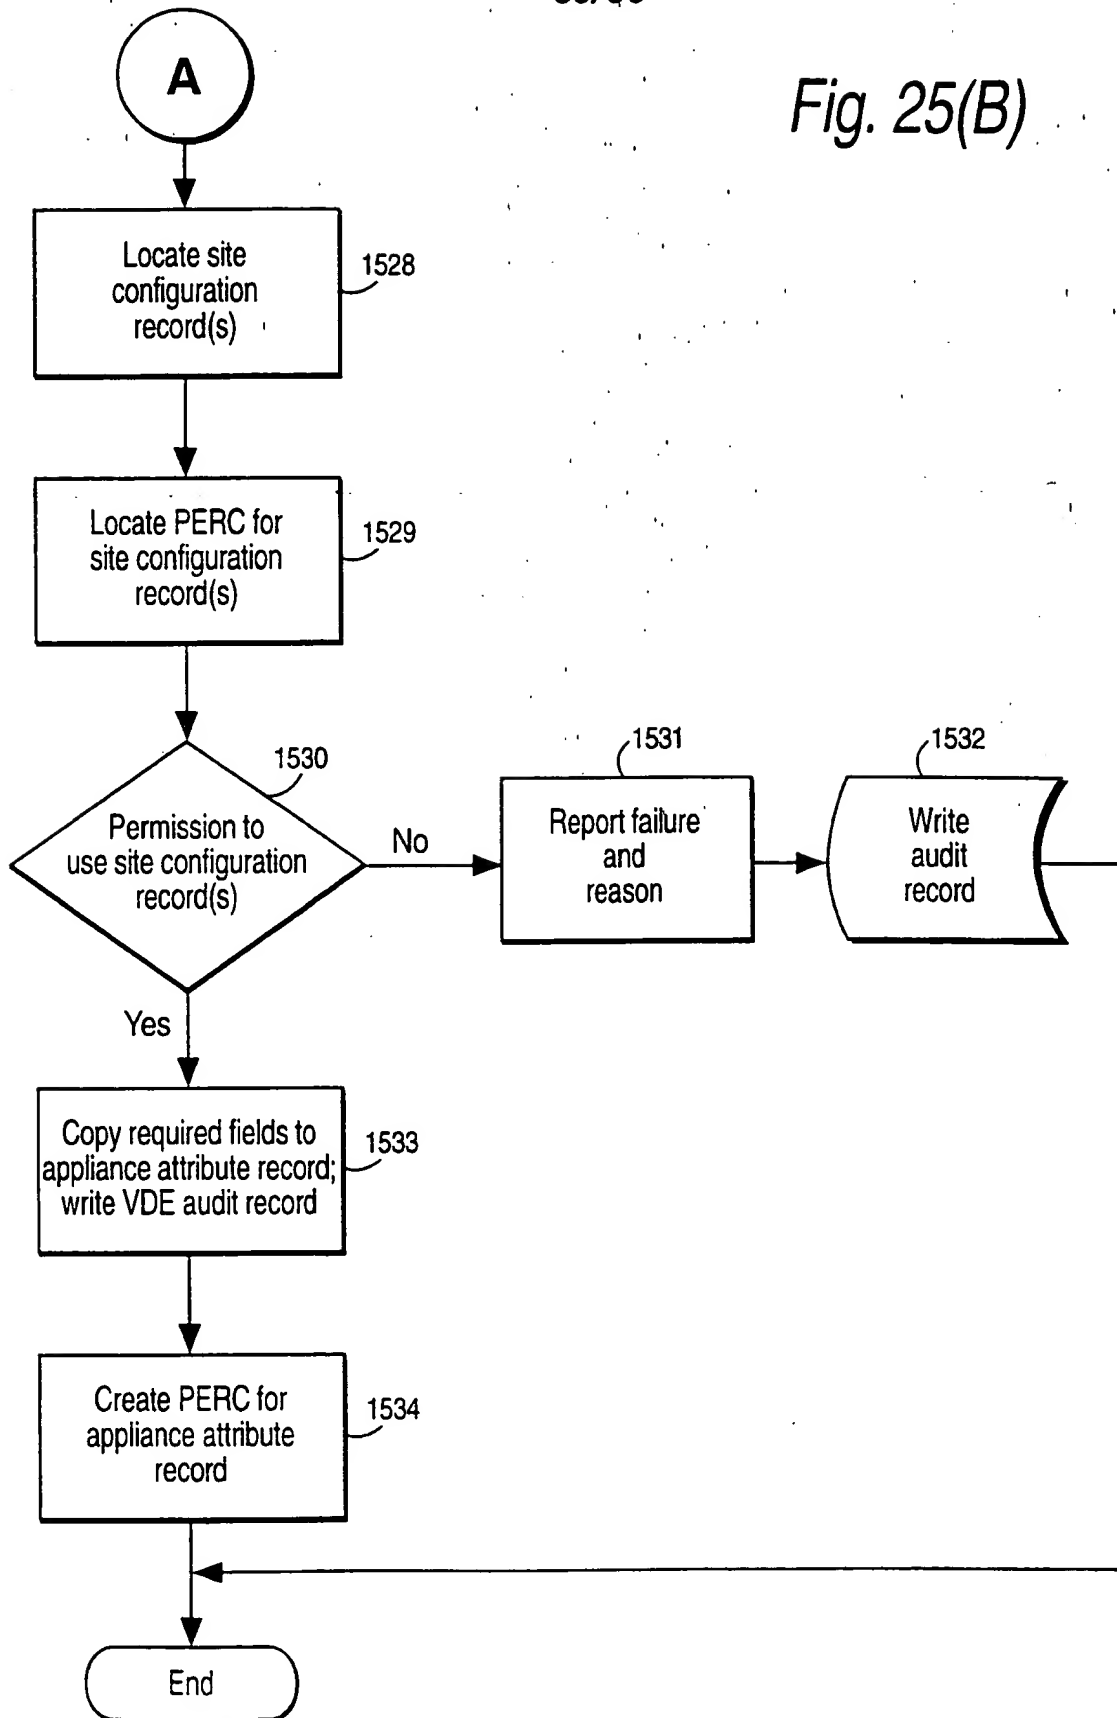 A
Fig. 25(B)
Locate site
configuration
record(s)
1528
Locate PERC for
site configuration
record(s)
1529
1530
Permission to
use site configuration
record(s)
No
1531
Report failure
and
reason
1532
Write
audit
record
Yes
Copy required fields to
appliance attribute record;
write VDE audit record
1533
Create PERC for
appliance attribute
record
1534
End